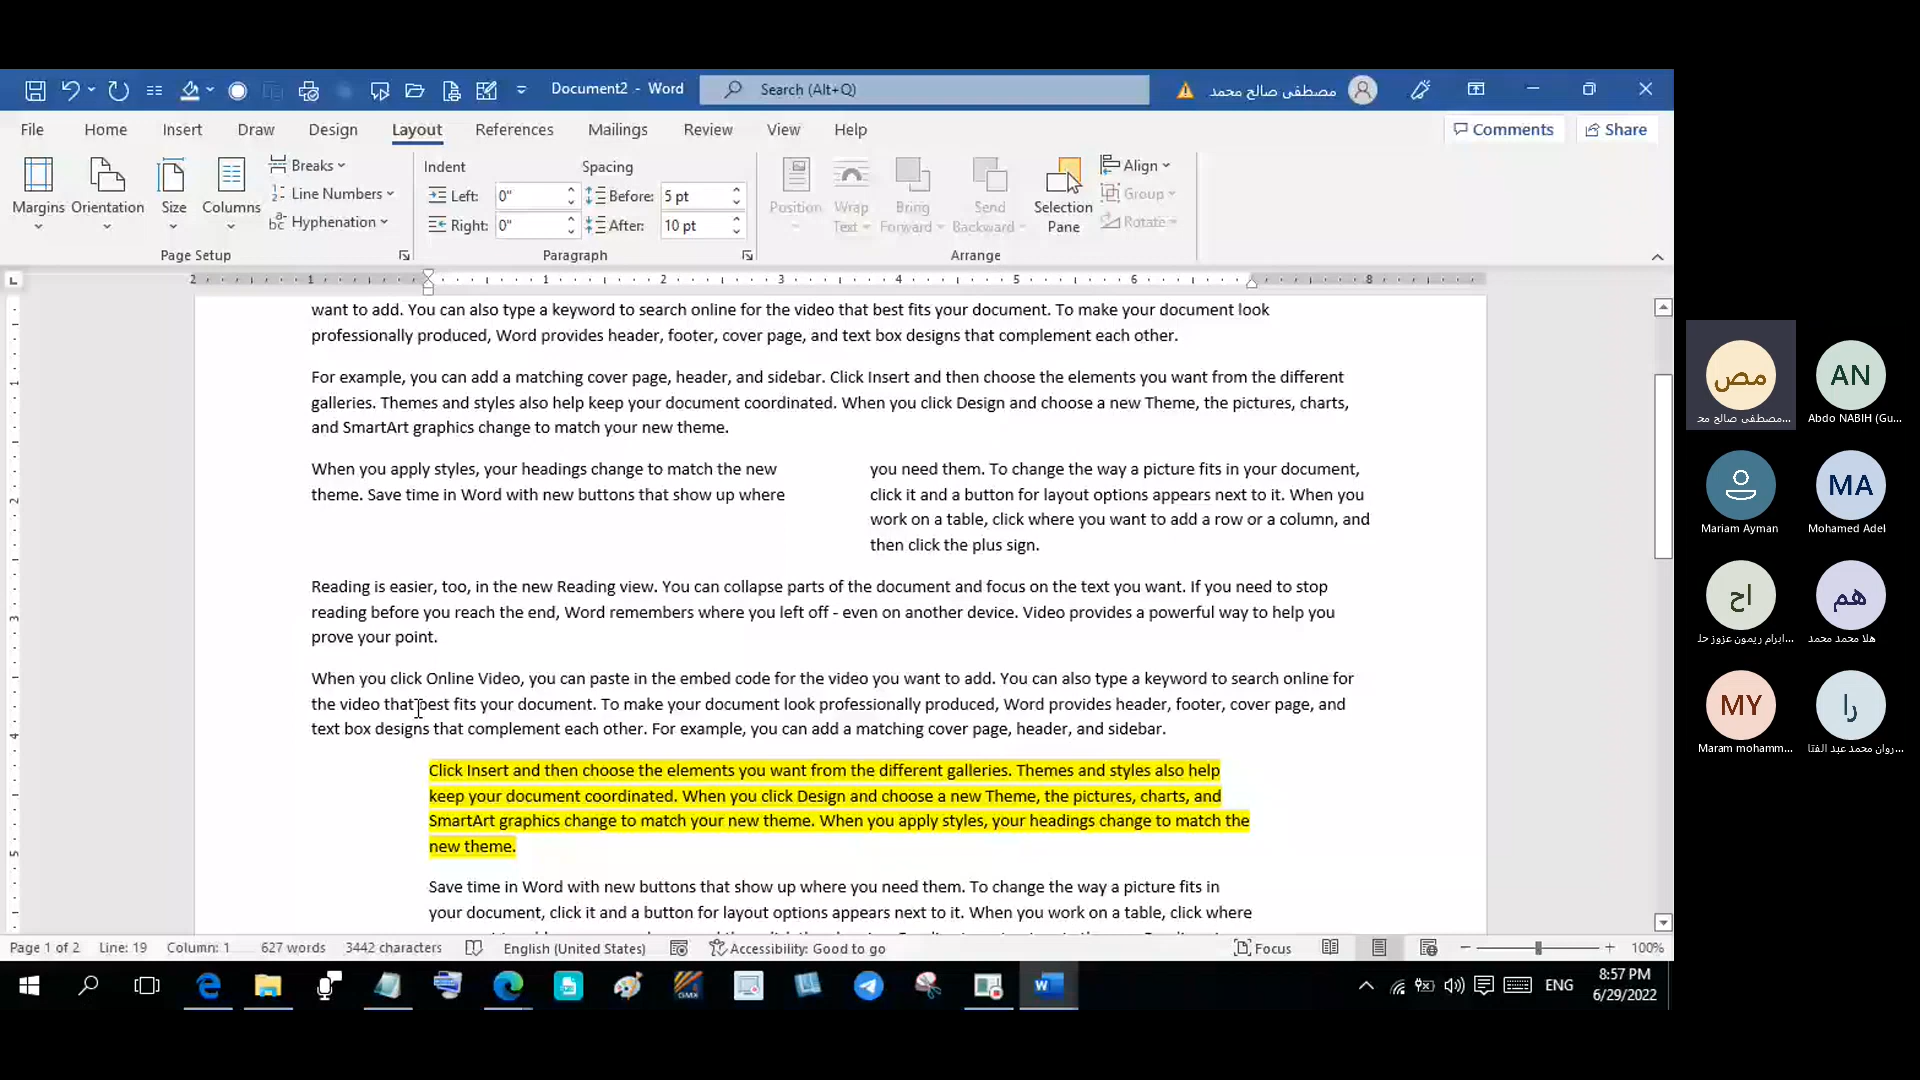 Document2 - Word
Search (Alt+Q)
مصطفى صالح محمد
File
Home
Insert
Draw
Design
Layout
References
Mailings
Review
View
Help
Comments
Share
Margins
Orientation
Size
Columns
Breaks
Line Numbers
Hyphenation
Page Setup
Indent
Left: 0"
Right: 0"
Spacing
Before: 5 pt
After: 10 pt
Paragraph
Position
Wrap Text
Bring Forward
Send Backward
Selection Pane
Align
Group
Rotate
Arrange
2 1 1 2 3 4 5 6 8
want to add. You can also type a keyword to search online for the video that best fits your document. To make your document look
professionally produced, Word provides header, footer, cover page, and text box designs that complement each other.
For example, you can add a matching cover page, header, and sidebar. Click Insert and then choose the elements you want from the different
galleries. Themes and styles also help keep your document coordinated. When you click Design and choose a new Theme, the pictures, charts,
and SmartArt graphics change to match your new theme.
When you apply styles, your headings change to match the new
theme. Save time in Word with new buttons that show up where
you need them. To change the way a picture fits in your document,
click it and a button for layout options appears next to it. When you
work on a table, click where you want to add a row or a column, and
then click the plus sign.
Reading is easier, too, in the new Reading view. You can collapse parts of the document and focus on the text you want. If you need to stop
reading before you reach the end, Word remembers where you left off - even on another device. Video provides a powerful way to help you
prove your point.
When you click Online Video, you can paste in the embed code for the video you want to add. You can also type a keyword to search online for
the video that best fits your document. To make your document look professionally produced, Word provides header, footer, cover page, and
text box designs that complement each other. For example, you can add a matching cover page, header, and sidebar.
Click Insert and then choose the elements you want from the different galleries. Themes and styles also help
keep your document coordinated. When you click Design and choose a new Theme, the pictures, charts, and
SmartArt graphics change to match your new theme. When you apply styles, your headings change to match the
new theme.
Save time in Word with new buttons that show up where you need them. To change the way a picture fits in
your document, click it and a button for layout options appears next to it. When you work on a table, click where
Page 1 of 2
Line: 19
Column: 1
627 words
3442 characters
English (United States)
Accessibility: Good to go
Focus
100%
ENG
8:57 PM
6/29/2022
مص
مصطفى صالح مح...
AN
Abdo NABIH (Gu...
Mariam Ayman
MA
Mohamed Adel
اح
ابرام ريمون عزوز حل...
هم
هلا محمد محمد
MY
Maram mohamm...
را
روان محمد عبد الفتا...